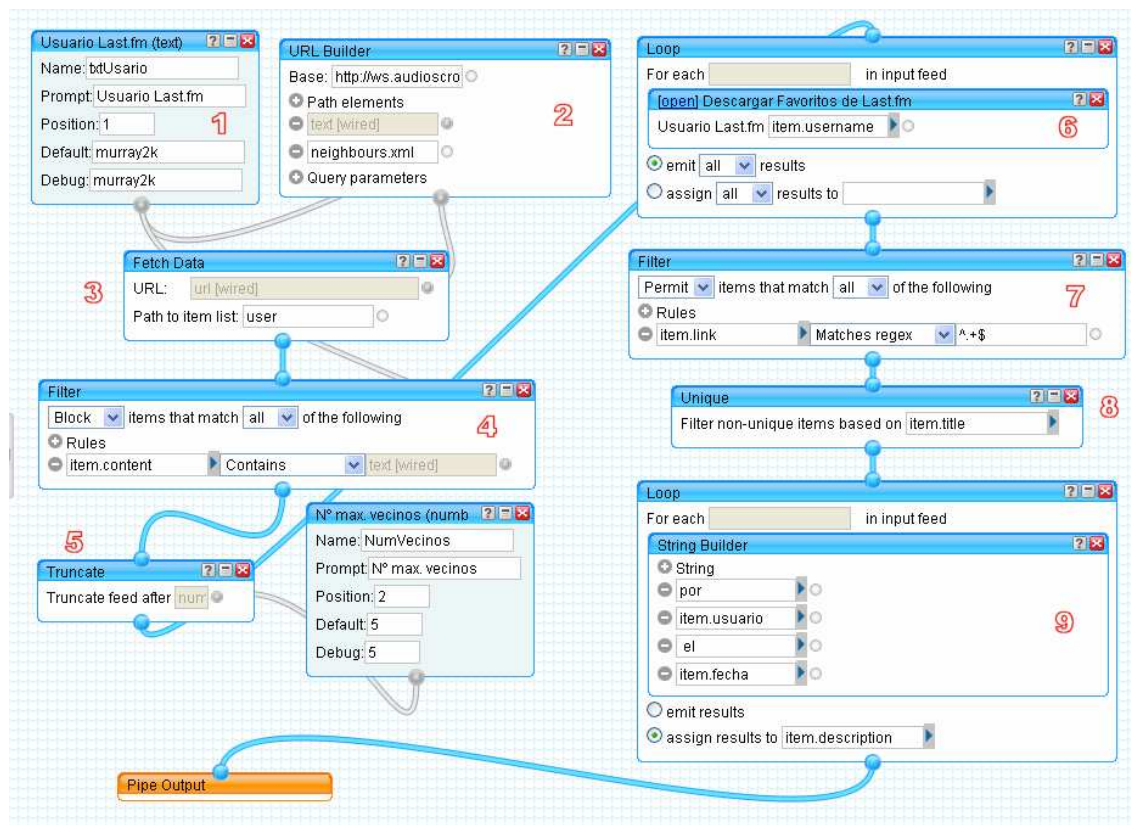 Usuario Last.fm (text)
Name: txtUsario
Prompt: Usuario Last.fm
Position: 1
Default: murray2k
Debug: murray2k
1
URL Builder
Base: http://ws.audioscro
Path elements
text [wired]
neighbours.xml
Query parameters
2
Fetch Data
URL: url [wired]
Path to item list: user
3
Filter
Block items that match all of the following
Rules
item.content Contains text [wired]
4
5
Truncate
Truncate feed after num
Nº max. vecinos (numb
Name: NumVecinos
Prompt: Nº max. vecinos
Position: 2
Default: 5
Debug: 5
Loop
For each in input feed
[open] Descargar Favoritos de Last.fm
Usuario Last.fm item.username
6
emit all results
assign all results to
Filter
Permit items that match all of the following
Rules
item.link Matches regex ^.+$
7
Unique
Filter non-unique items based on item.title
8
Loop
For each in input feed
String Builder
String
por
item.usuario
el
item.fecha
9
emit results
assign results to item.description
Pipe Output